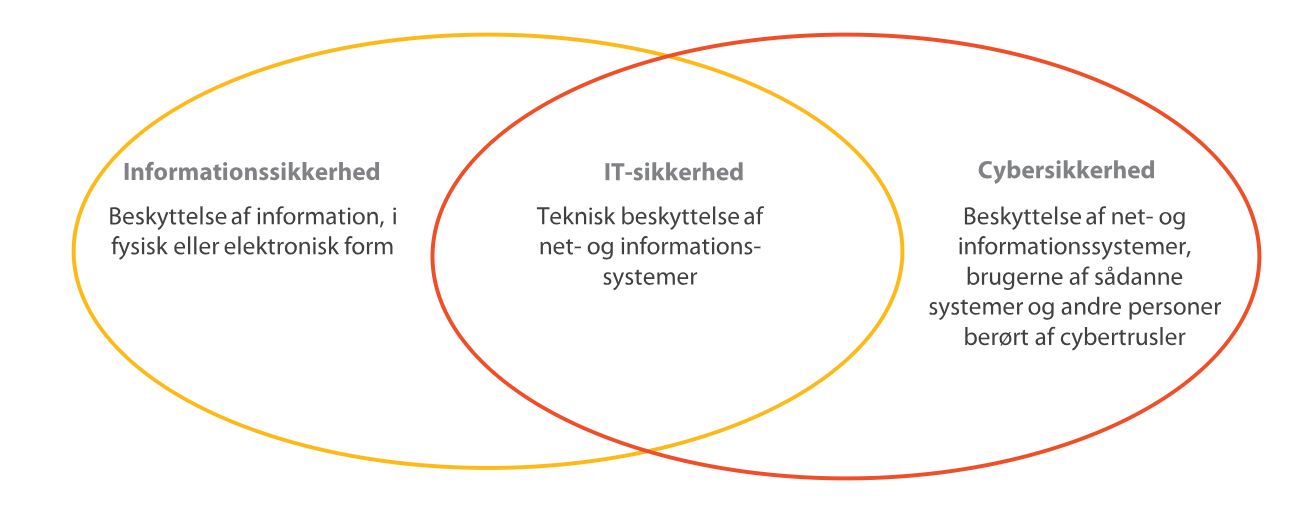 Informationssikkerhed
Beskyttelse af information, i
fysisk eller elektronisk form
IT-sikkerhed
Teknisk beskyttelse af
net- og informations-
systemer
Cybersikkerhed
Beskyttelse af net- og
informationssystemer,
brugerne af sådanne
systemer og andre personer
berørt af cybertrusler